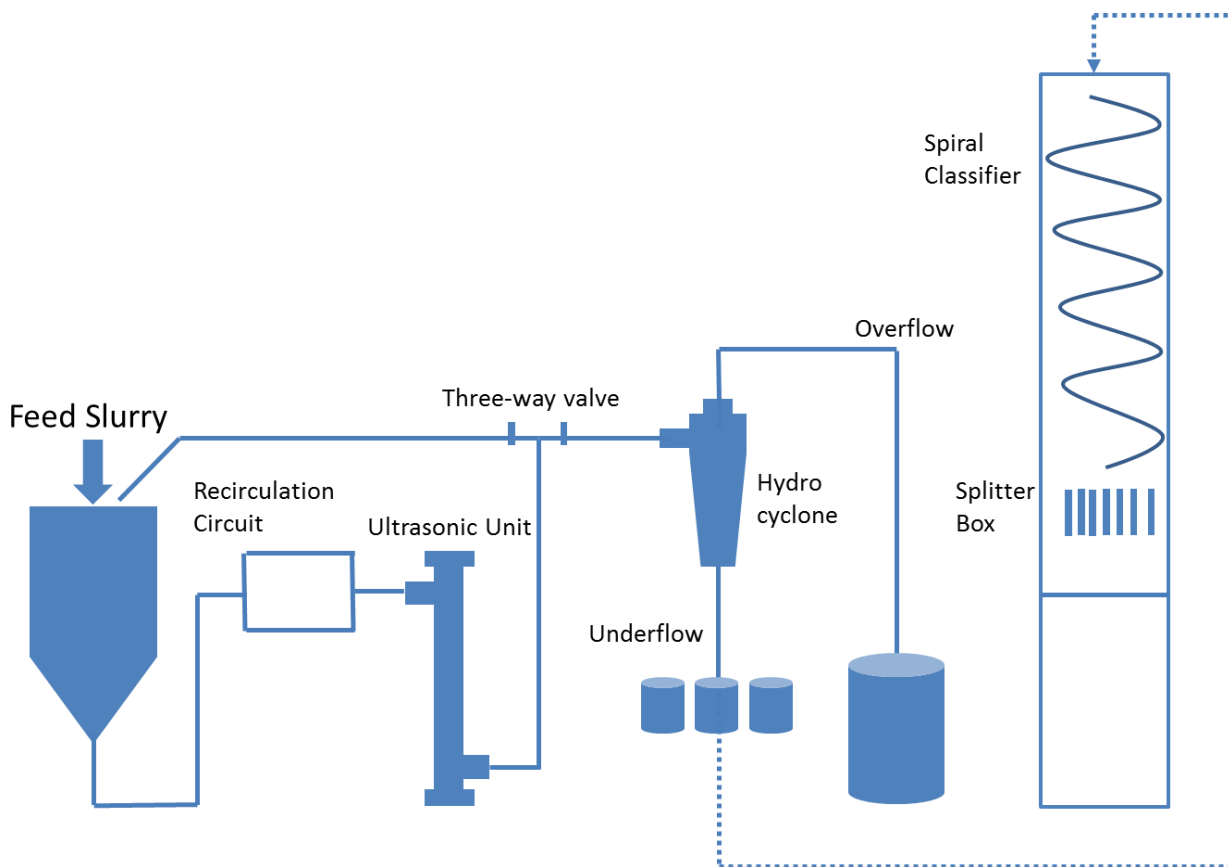 Spiral
Classifier
Overflow
Three-way valve
Feed Slurry
Recirculation
Circuit
Ultrasonic Unit
Hydro
cyclone
Splitter
Box
Underflow